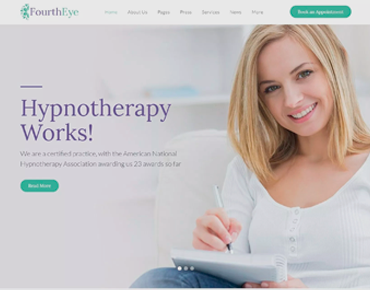 FourthEye
Home About Us Pages Prices Services News More
Book an Appointment
Hypnotherapy
Works!
We are a certified practice, with the American National
Hypnotherapy Association awarding us 23 awards so far
Read More